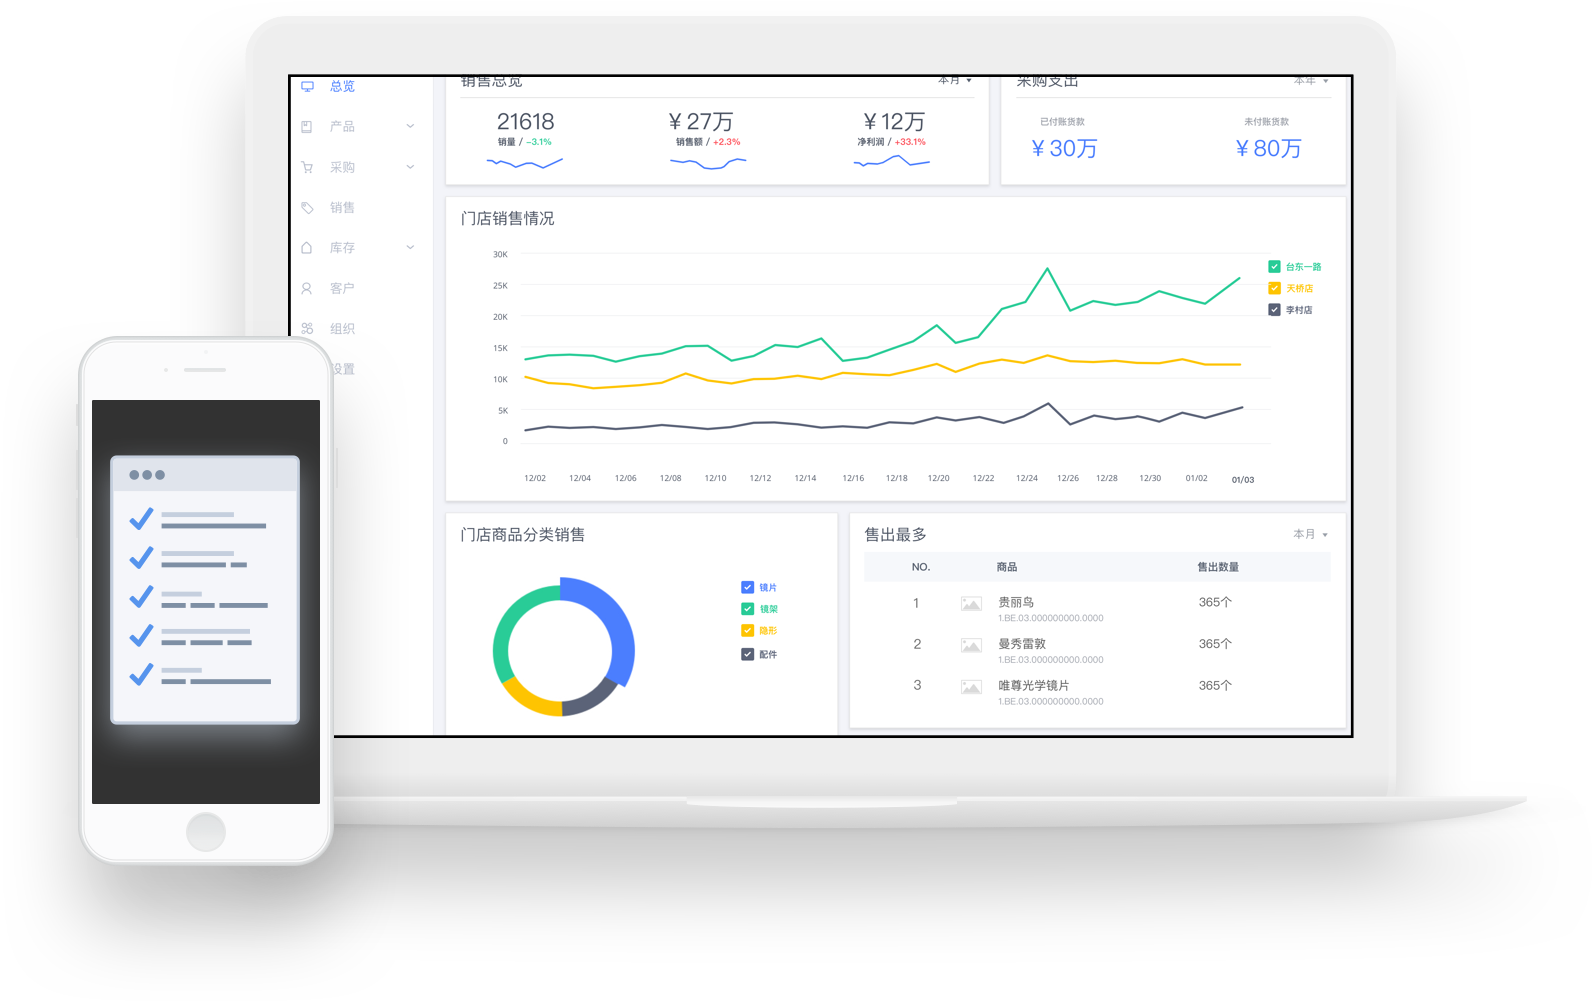 总览
产品
采购
销售
库存
客户
组织
设置
销售总览 本月
21618 ¥ 27万 ¥ 12万
销量 / -3.1% 销售额 / +2.3% 净利润 / +33.1%
采购支出 本年
已付账货款 未付账货款
¥ 30万 ¥ 80万
门店销售情况
30K
25K
20K
15K
10K
5K
0
12/02 12/04 12/06 12/08 12/10 12/12 12/14 12/16 12/18 12/20 12/22 12/24 12/26 12/28 12/30 01/02 01/03
台东一路
天桥店
李村店
门店商品分类销售
镜片
镜架
隐形
配件
售出最多 本月
NO. 商品 售出数量
1 贵丽鸟 365个
1.BE.03.000000000.0000
2 曼秀雷敦 365个
1.BE.03.000000000.0000
3 唯尊光学镜片 365个
1.BE.03.000000000.0000